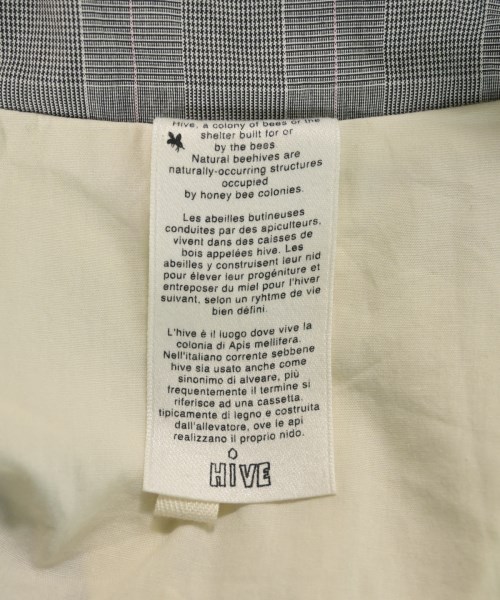 Hive, a colony of bees or the
shelter built for or
by the bees
Natural beehives are
naturally-occurring structures
occupied
by honey bee colonies.
Les abeilles butineuses
conduites par des apiculteurs,
vivent dans des caisses de
bois appelées hive. Les
abeilles y construisent leur nid
pour élever leur progéniture et
entreposer du miel pour l'hiver
suivant, selon un ryhtme de vie
bien défini.
L'hive è il luogo dove vive la
colonia di Apis mellifera.
Nell'italiano corrente sebbene
hive sia usato anche come
sinonimo di alveare, più
frequentemente il termine si
riferisce ad una cassetta.
tipicamente di legno e costruita
dall'allevatore, ove le api
realizzano il proprio nido.
HIVE